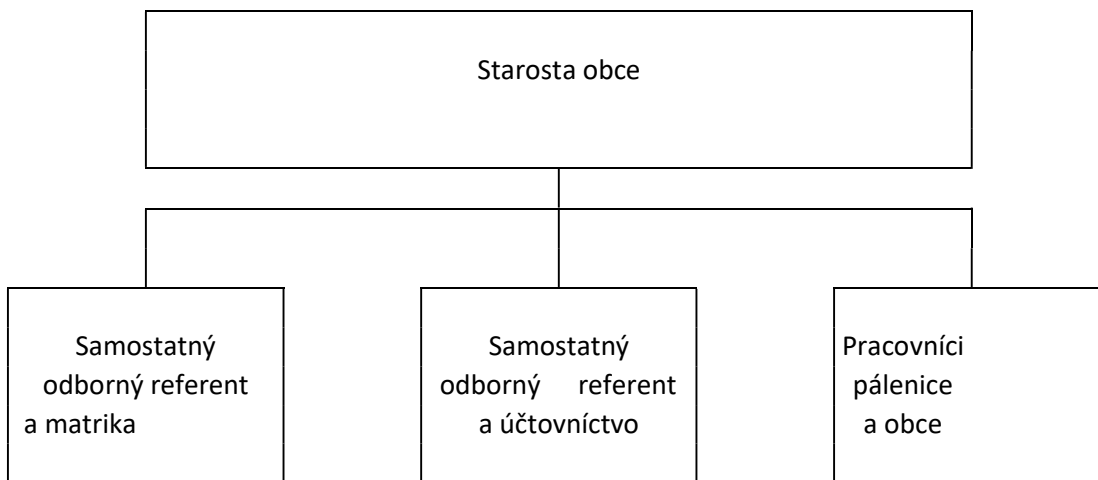 Starosta obce
Samostatný
odborný referent
a matrika
Samostatný
odborný referent
a účtovníctvo
Pracovníci
pálenice
a obce